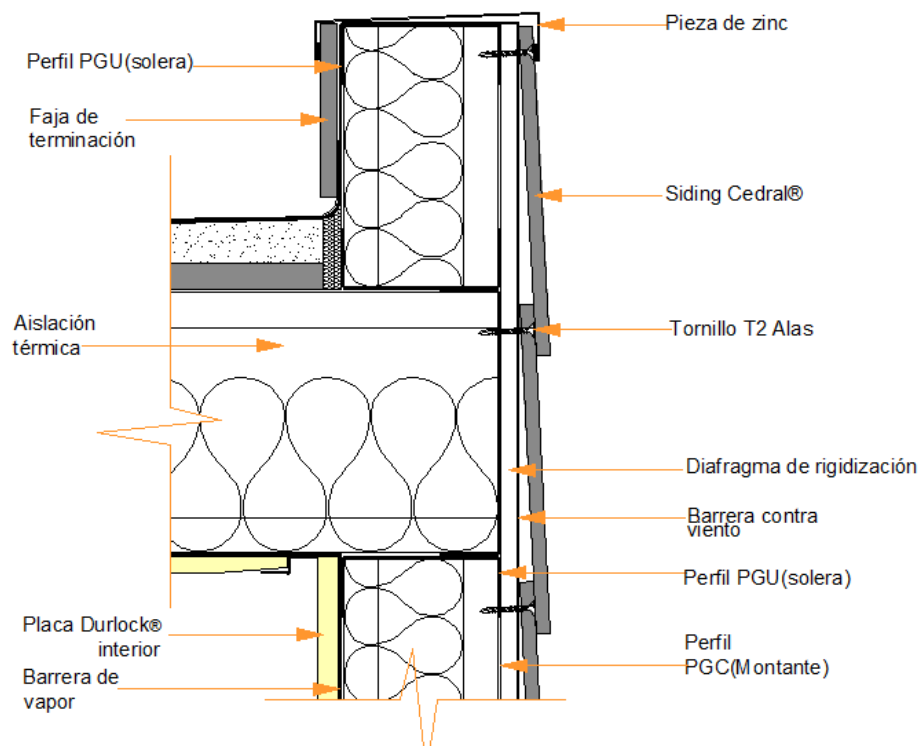 Pieza de zinc
Perfil PGU(solera)
Faja de
terminación
Siding Cedral®
Aislación
térmica
Tornillo T2 Alas
Diafragma de rigidización
Barrera contra
viento
Perfil PGU(solera)
Placa Durlock®
interior
Perfil
PGC(Montante)
Barrera de
vapor